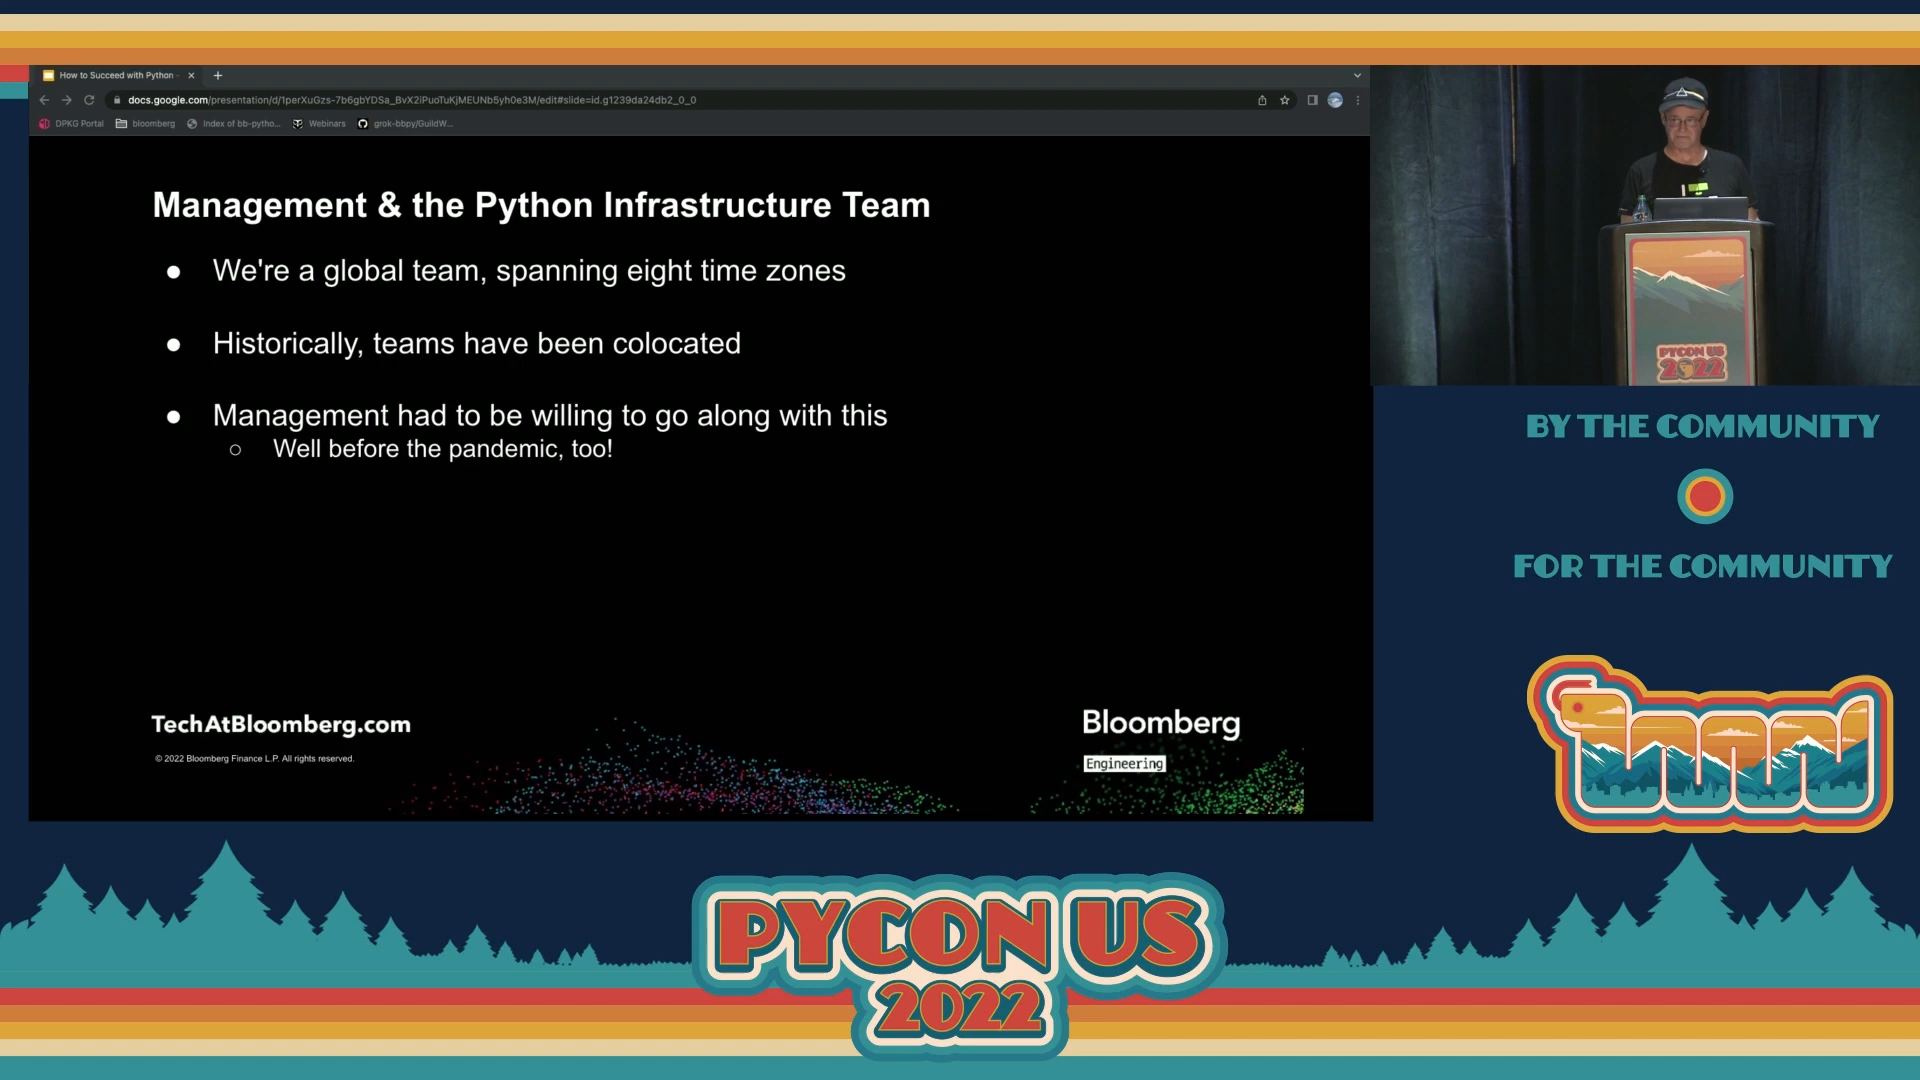 How to Succeed with Python -
docs.google.com/presentation/d/1perXuGzs-7b6gbYDSa_BvX2iPuoTuKjMEUNb5yh0e3M/edit#slide=id.g1239da24db2_0_0
DPKG Portal
bloomberg
Index of bb-pytho...
Webinars
grok-bbpy/GuildW...
Management & the Python Infrastructure Team
● We're a global team, spanning eight time zones
● Historically, teams have been colocated
● Management had to be willing to go along with this
○ Well before the pandemic, too!
TechAtBloomberg.com
© 2022 Bloomberg Finance L.P. All rights reserved.
Bloomberg
Engineering
PYCON US
2022
BY THE COMMUNITY
FOR THE COMMUNITY
PYCON US
2022